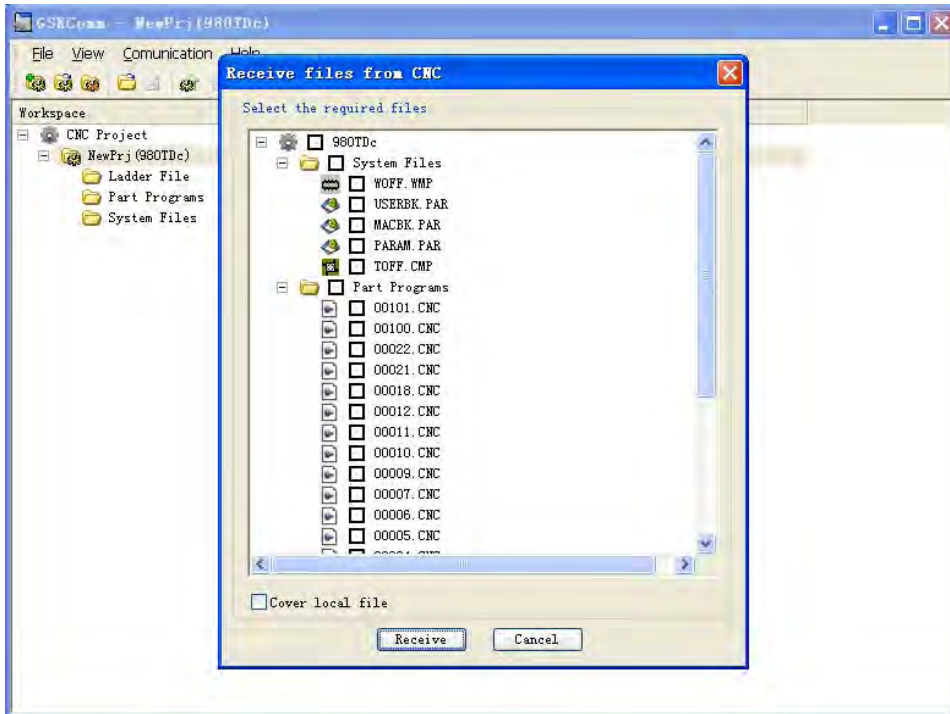 GSKComm - NewPrj(980TDc)
File View Comunication Help
Receive files from CNC
Select the required files
Workspace
CNC Project
NewPrj(980TDc)
Ladder File
Part Programs
System Files
980TDc
System Files
WOFF.WMP
USERBK.PAR
MACBK.PAR
PARAM.PAR
TOFF.CMP
Part Programs
O0101.CNC
O0100.CNC
O0022.CNC
O0021.CNC
O0018.CNC
O0012.CNC
O0011.CNC
O0010.CNC
O0009.CNC
O0007.CNC
O0006.CNC
O0005.CNC
Cover local file
Receive Cancel